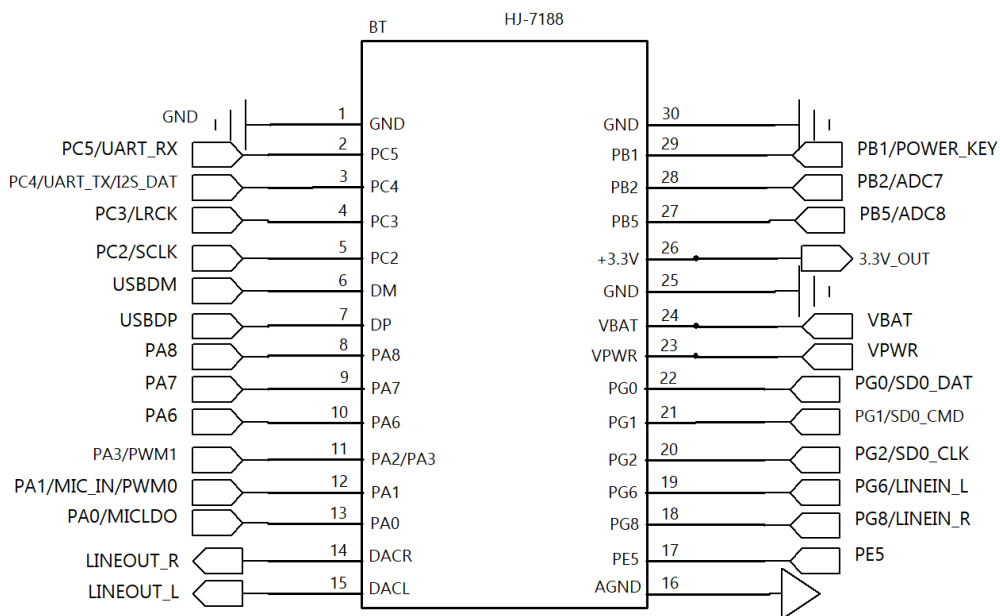 HJ-7188
BT
GND 1 GND GND 30
PC5/UART_RX 2 PC5 PB1 29 PB1/POWER_KEY
PC4/UART_TX/I2S_DAT 3 PC4 PB2 28 PB2/ADC7
PC3/LRCK 4 PC3 PB5 27 PB5/ADC8
PC2/SCLK 5 PC2 +3.3V 26 3.3V_OUT
USBDM 6 DM GND 25
USBDP 7 DP VBAT 24 VBAT
PA8 8 PA8 VPWR 23 VPWR
PA7 9 PA7 PG0 22 PG0/SD0_DAT
PA6 10 PA6 PG1 21 PG1/SD0_CMD
PA3/PWM1 11 PA2/PA3 PG2 20 PG2/SD0_CLK
PA1/MIC_IN/PWM0 12 PA1 PG6 19 PG6/LINEIN_L
PA0/MICLDO 13 PA0 PG8 18 PG8/LINEIN_R
LINEOUT_R 14 DACR PE5 17 PE5
LINEOUT_L 15 DACL AGND 16